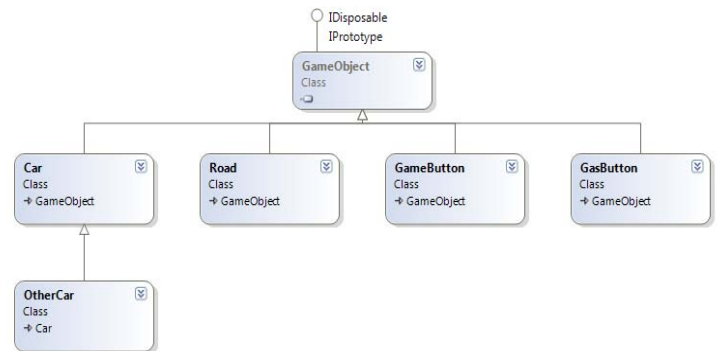 IDisposable
IPrototype
GameObject
Class
Car
Class
GameObject
Road
Class
GameObject
GameButton
Class
GameObject
GasButton
Class
GameObject
OtherCar
Class
Car